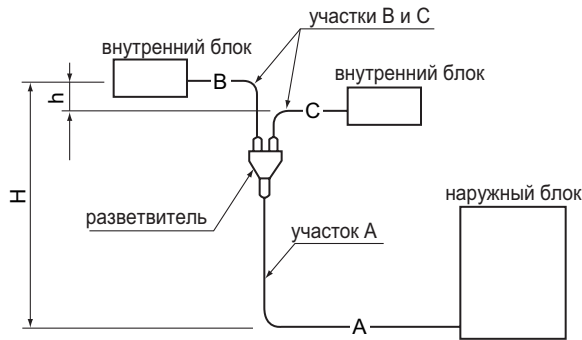 участки В и С
внутренний блок
внутренний блок
В
h
С
H
наружный блок
разветвитель
участок А
А